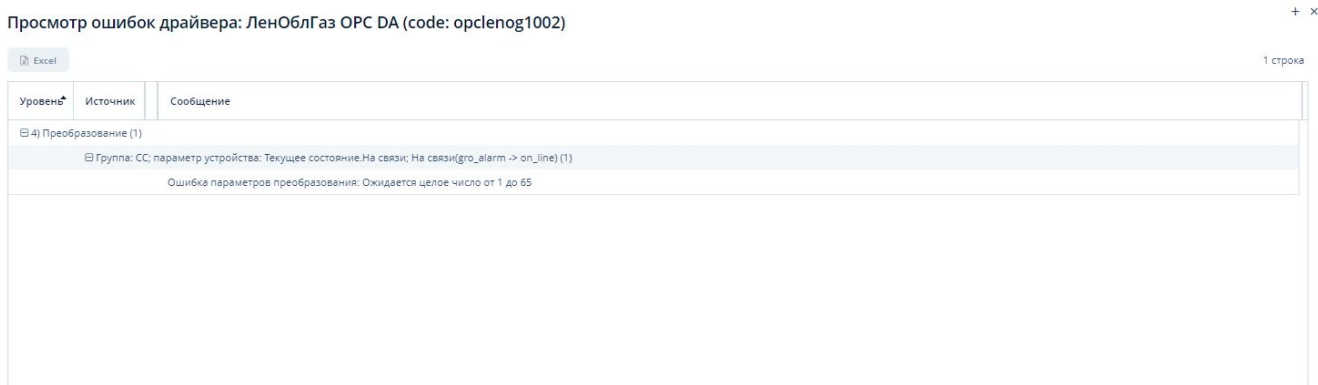 + ×
Просмотр ошибок драйвера: ЛенОблГаз OPC DA (code: opclenog1002)
Excel
1 строка
Уровень Источник Сообщение
4) Преобразование (1)
Группа: СС; параметр устройства: Текущее состояние.На связи; На связи(gro_alarm -> on_line) (1)
Ошибка параметров преобразования: Ожидается целое число от 1 до 65